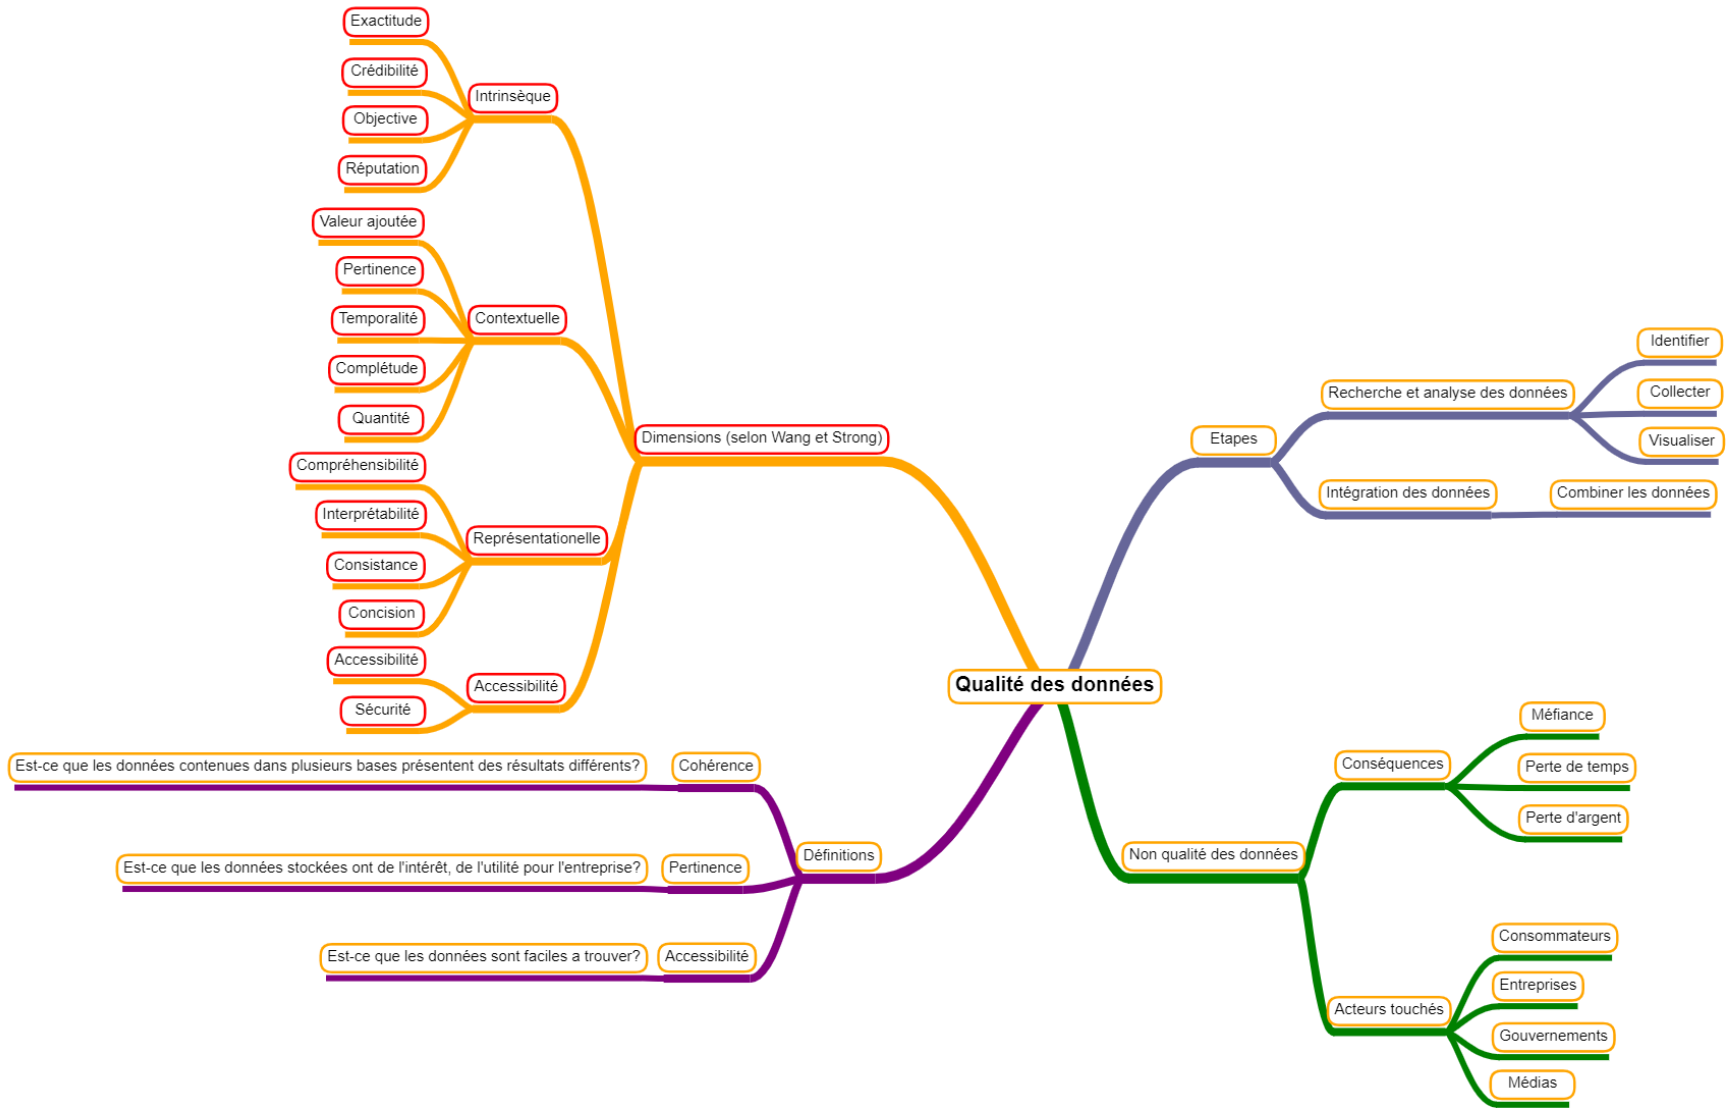 Qualité des données
Dimensions (selon Wang et Strong)
Intrinsèque
Exactitude
Crédibilité
Objective
Réputation
Contextuelle
Valeur ajoutée
Pertinence
Temporalité
Complétude
Quantité
Représentationelle
Compréhensibilité
Interprétabilité
Consistance
Concision
Accessibilité
Accessibilité
Sécurité
Définitions
Cohérence
Est-ce que les données contenues dans plusieurs bases présentent des résultats différents?
Pertinence
Est-ce que les données stockées ont de l'intérêt, de l'utilité pour l'entreprise?
Accessibilité
Est-ce que les données sont faciles a trouver?
Etapes
Recherche et analyse des données
Identifier
Collecter
Visualiser
Intégration des données
Combiner les données
Non qualité des données
Conséquences
Méfiance
Perte de temps
Perte d'argent
Acteurs touchés
Consommateurs
Entreprises
Gouvernements
Médias